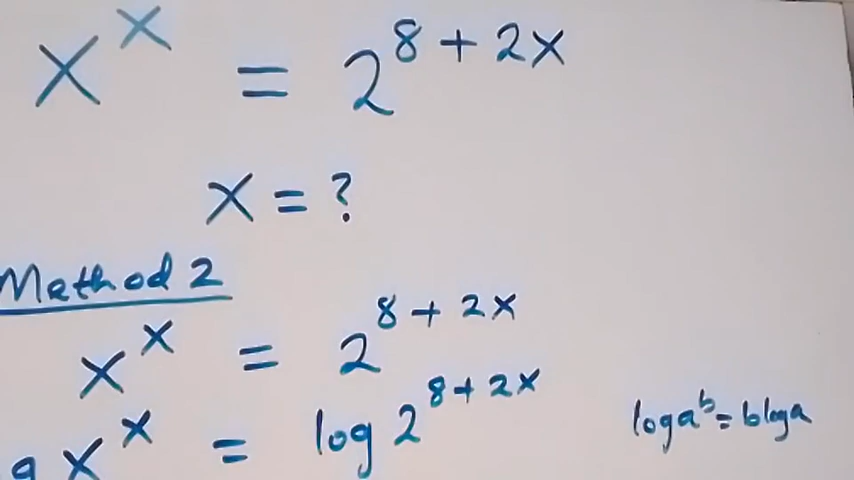 x^x = 2^{8 + 2x}
x = ?
Method 2
x^x = 2^{8 + 2x}
g x^x = log 2^{8 + 2x}  log a^b = b log a